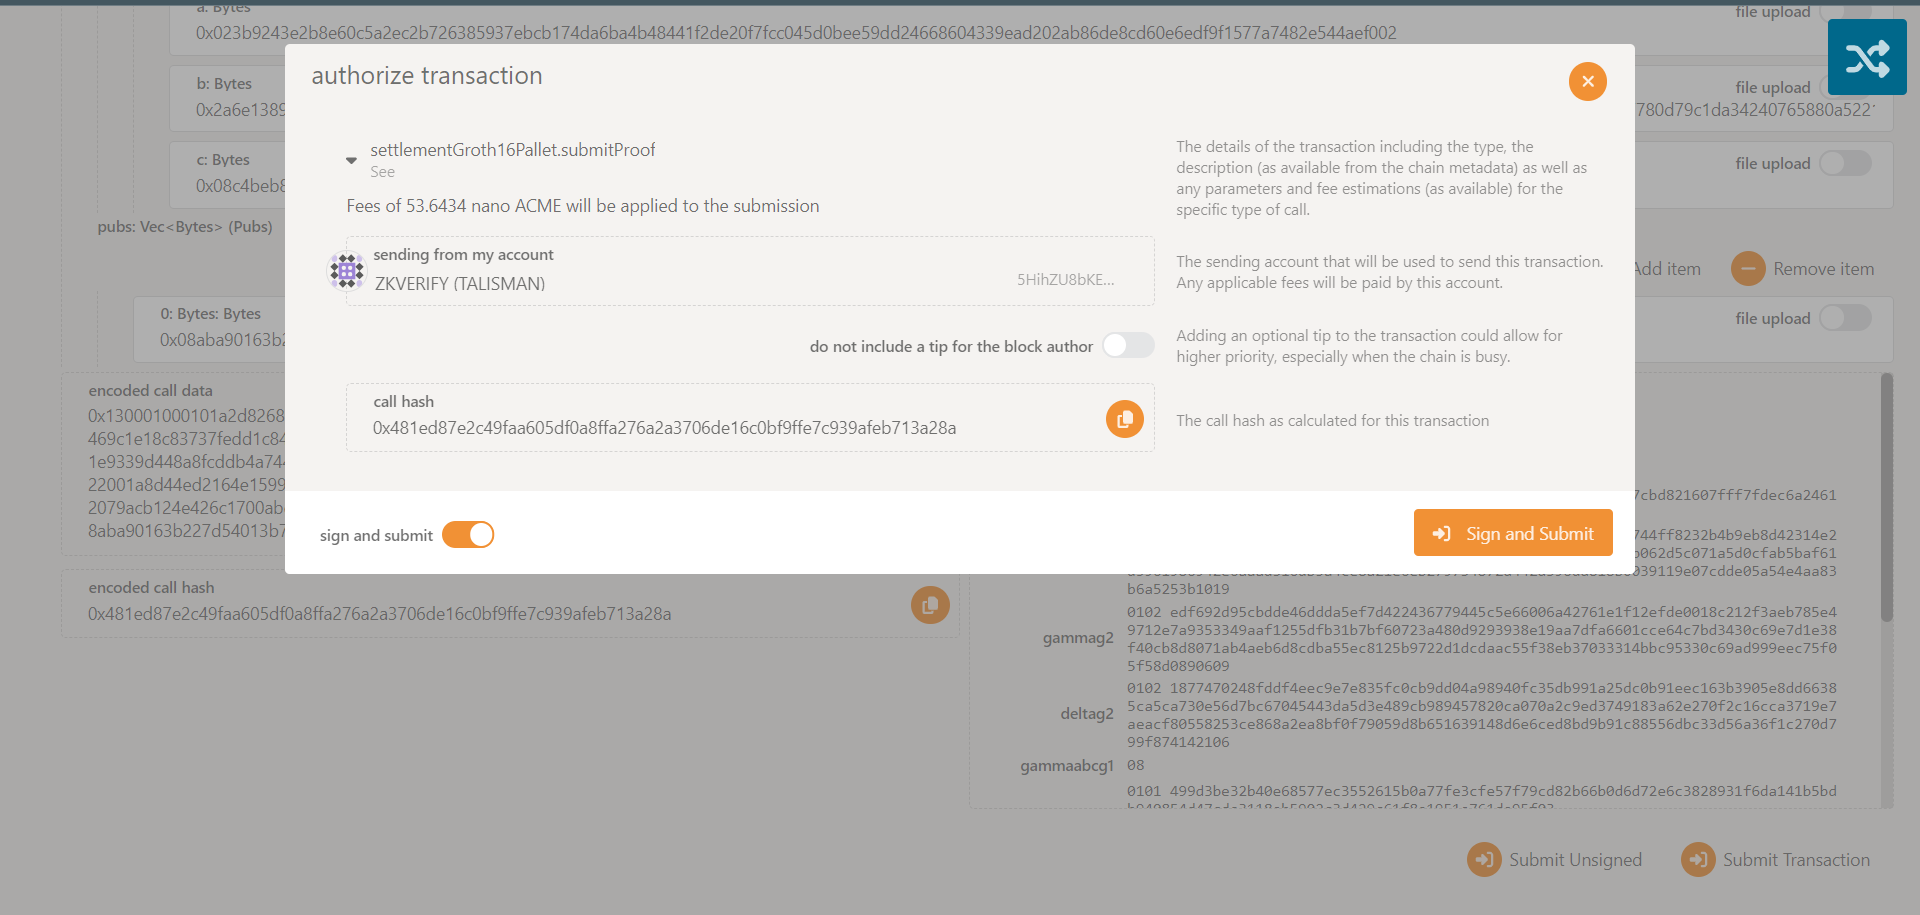 a: Bytes
file upload
0x023b9243e2b8e60c5a2ec2b726385937ebcb174da6ba4b48441f2de20f7fcc045d0bee59dd24668604339ead202ab86de8cd60e6edf9f1577a7482e544aef002
b: Bytes
file upload
0x2a6e1389
780d79c1da34240765880a522
c: Bytes
file upload
0x08c4beb8
pubs: Vec<Bytes> (Pubs)
Add item
Remove item
0: Bytes: Bytes
file upload
0x08aba90163b2
authorize transaction
settlementGroth16Pallet.submitProof
See
Fees of 53.6434 nano ACME will be applied to the submission
The details of the transaction including the type, the
description (as available from the chain metadata) as well as
any parameters and fee estimations (as available) for the
specific type of call.
sending from my account
ZKVERIFY (TALISMAN)
5HihZU8bKE...
The sending account that will be used to send this transaction.
Any applicable fees will be paid by this account.
do not include a tip for the block author
Adding an optional tip to the transaction could allow for
higher priority, especially when the chain is busy.
call hash
0x481ed87e2c49faa605df0a8ffa276a2a3706de16c0bf9ffe7c939afeb713a28a
The call hash as calculated for this transaction
sign and submit
Sign and Submit
encoded call data
0x130001000101a2d8268
469c1e18c83737fedd1c84
1e9339d448a8fcddb4a744
22001a8d44ed2164e1599
2079acb124e426c1700ab
8aba90163b227d54013b7
encoded call hash
0x481ed87e2c49faa605df0a8ffa276a2a3706de16c0bf9ffe7c939afeb713a28a
7cbd821607fff7fdec6a2461
744ff8232b4b9eb8d42314e2
b062d5c071a5d0cfab5baf61
039119e07cdde05a54e4aa83
b6a5253b1019
gammag2
0102 edf692d95cbdde46ddda5ef7d422436779445c5e66006a42761e1f12efde0018c212f3aeb785e4
9712e7a9353349aaf1255dfb31b7bf60723a480d9293938e19aa7dfa6601cce64c7bd3430c69e7d1e38
f40cb8d8071ab4aeb6d8cdba55ec8125b9722d1dcdaac55f38eb37033314bbc95330c69ad999eec75f0
5f58d0890609
deltag2
0102 1877470248fddf4eec9e7e835fc0cb9dd04a98940fc35db991a25dc0b91eec163b3905e8dd6638
5ca5ca730e56d7bc67045443da5d3e489cb989457820ca070a2c9ed3749183a62e270f2c16cca3719e7
aeacf80558253ce868a2ea8bf0f79059d8b651639148d6e6ced8bd9b91c88556dbc33d56a36f1c270d7
99f874142106
gammaabcg1
08
0101 499d3be32b40e68577ec3552615b0a77fe3cfe57f79cd82b66b0d6d72e6c3828931f6da141b5bd
Submit Unsigned
Submit Transaction